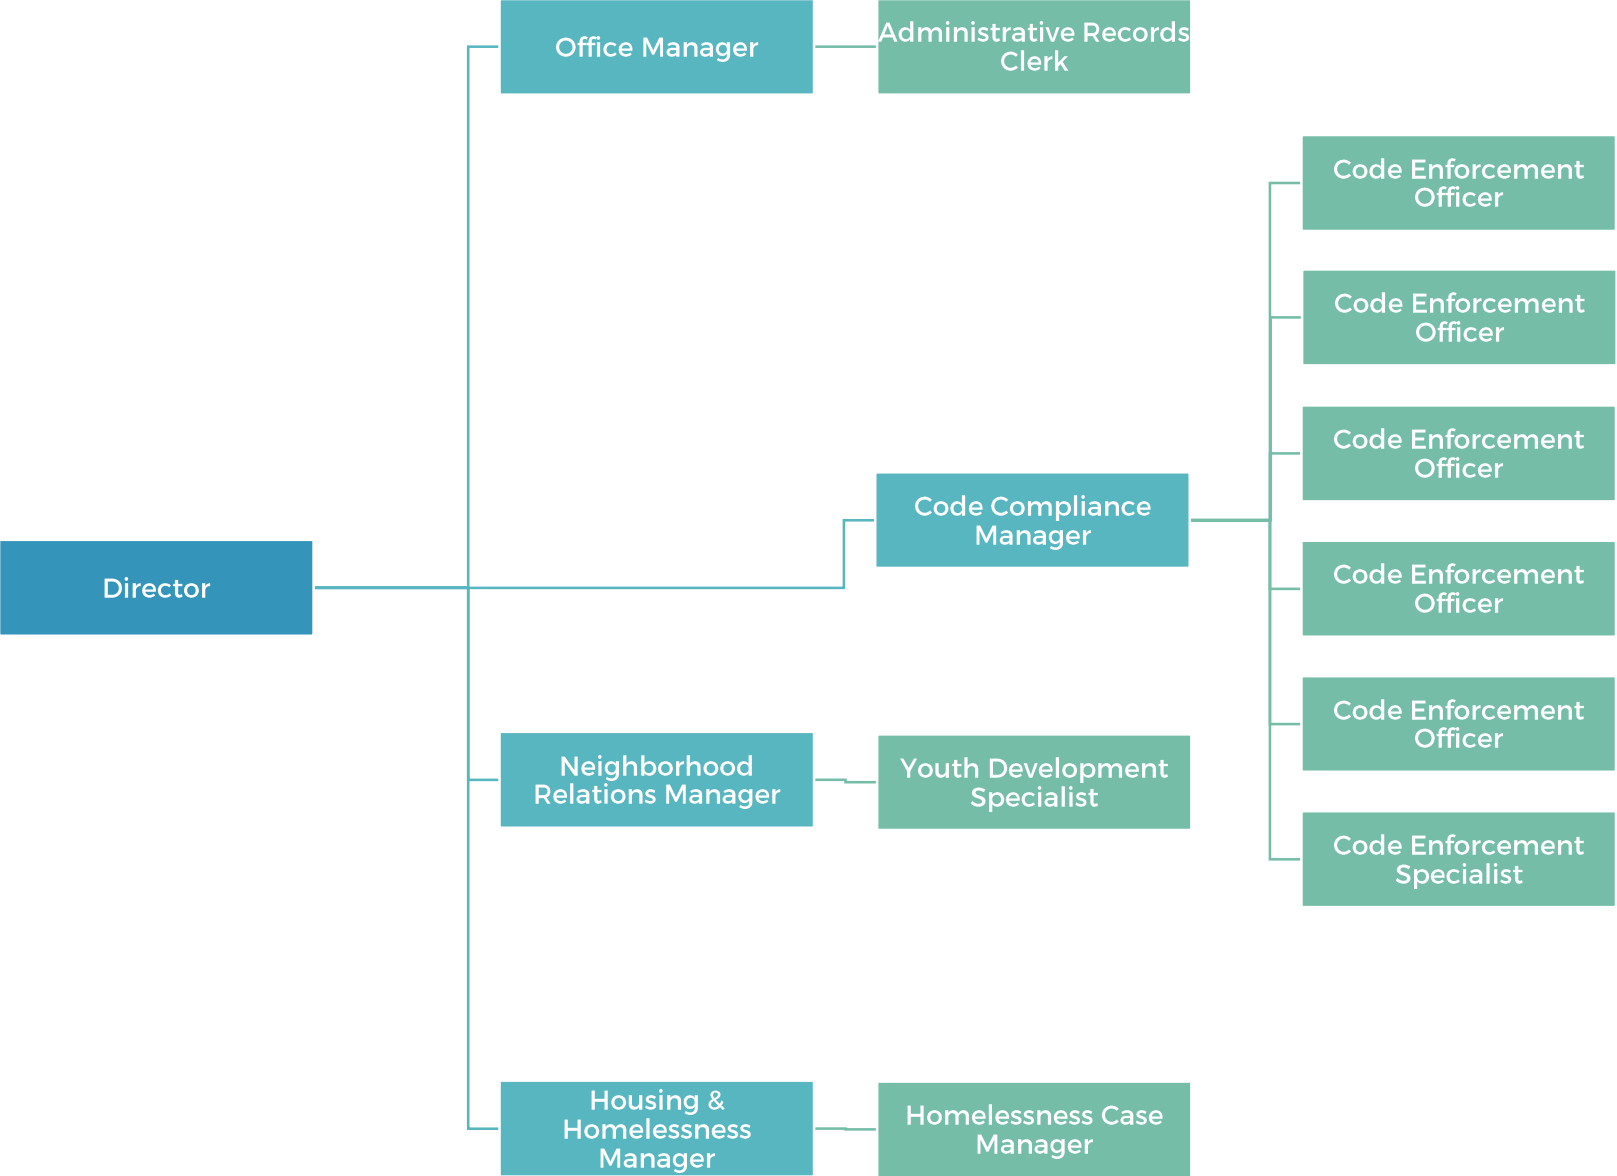 Office Manager
Administrative Records
Clerk
Code Enforcement
Officer
Code Enforcement
Officer
Code Enforcement
Officer
Code Compliance
Manager
Director
Code Enforcement
Officer
Code Enforcement
Officer
Neighborhood
Relations Manager
Youth Development
Specialist
Code Enforcement
Specialist
Housing &
Homelessness
Manager
Homelessness Case
Manager